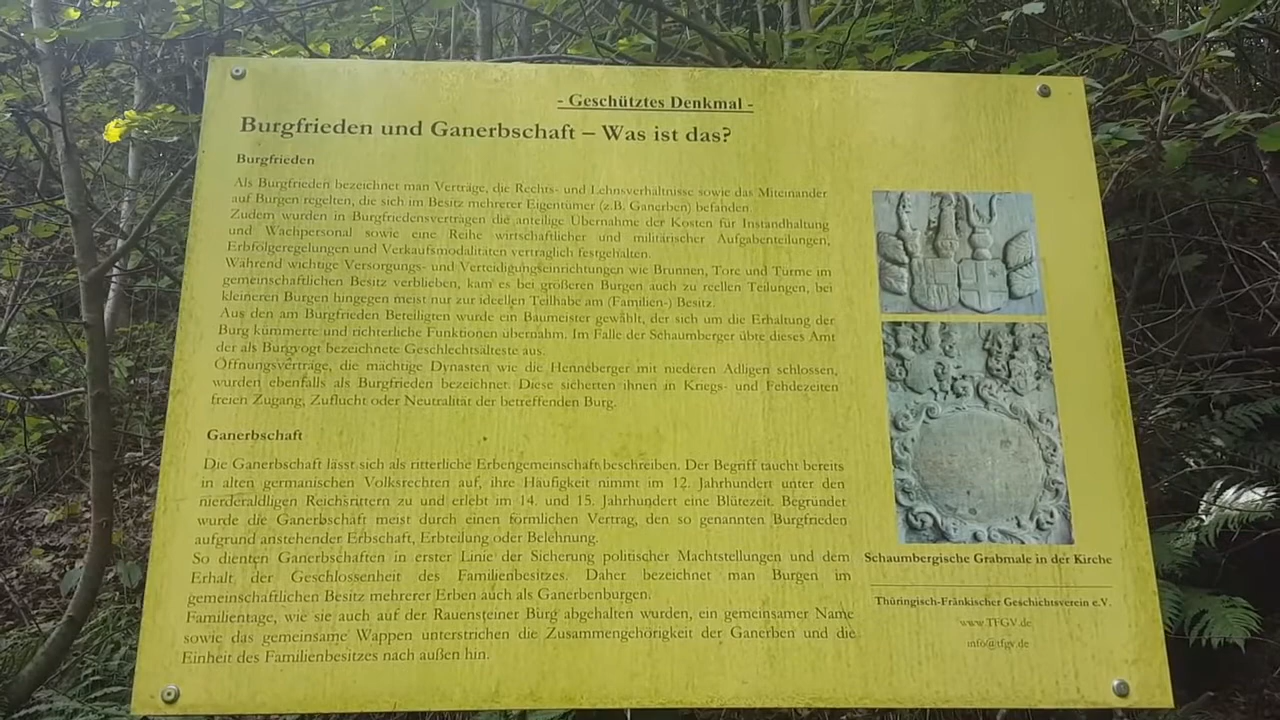 - Geschütztes Denkmal -
Burgfrieden und Ganerbschaft – Was ist das?
Burgfrieden
Als Burgfrieden bezeichnet man Verträge, die Rechts- und Lehnsverhältnisse sowie das Miteinander
auf Burgen regelten, die sich im Besitz mehrerer Eigentümer (z.B. Ganerben) befanden.
Zudem wurden in Burgfriedensverträgen die anteilige Übernahme der Kosten für Instandhaltung
und Wachpersonal sowie eine Reihe wirtschaftlicher und militärischer Aufgabenteilungen,
Erbfolgeregelungen und Verkaufsmodalitäten vertraglich festgehalten.
Während wichtige Versorgungs- und Verteidigungseinrichtungen wie Brunnen, Tore und Türme im
gemeinschaftlichen Besitz verblieben, kam es bei größeren Burgen auch zu reellen Teilungen, bei
kleineren Burgen hingegen meist nur zur ideellen Teilhabe am (Familien-) Besitz.
Aus den am Burgfrieden Beteiligten wurde ein Baumeister gewählt, der sich um die Erhaltung der
Burg kümmerte und richterliche Funktionen übernahm. Im Falle der Schaumberger übte dieses Amt
der als Burgvogt bezeichnete Geschlechtsälteste aus.
Öffnungsverträge, die mächtige Dynasten wie die Henneberger mit niederen Adligen schlossen,
wurden ebenfalls als Burgfrieden bezeichnet. Diese sicherten ihnen in Kriegs- und Fehdezeiten
freien Zugang, Zuflucht oder Neutralität der betreffenden Burg.
Ganerbschaft
Die Ganerbschaft lässt sich als ritterliche Erbengemeinschaft beschreiben. Der Begriff taucht bereits
in alten germanischen Volksrechten auf, ihre Häufigkeit nimmt im 12. Jahrhundert unter den
niederaldligen Reichsrittern zu und erlebt im 14. und 15. Jahrhundert eine Blütezeit. Begründet
wurde die Ganerbschaft meist durch einen förmlichen Vertrag, den so genannten Burgfrieden
aufgrund anstehender Erbschaft, Erbteilung oder Belehnung.
So dienten Ganerbschaften in erster Linie der Sicherung politischer Machtstellungen und dem
Erhalt der Geschlossenheit des Familienbesitzes. Daher bezeichnet man Burgen im
gemeinschaftlichen Besitz mehrerer Erben auch als Ganerbenburgen.
Familientage, wie sie auch auf der Rauensteiner Burg abgehalten wurden, ein gemeinsamer Name
sowie das gemeinsame Wappen unterstrichen die Zusammengehörigkeit der Ganerben und die
Einheit des Familienbesitzes nach außen hin.
Schaumbergische Grabmale in der Kirche
Thüringisch-Fränkischer Geschichtsverein e.V.
www.TFGV.de
info@tfgv.de